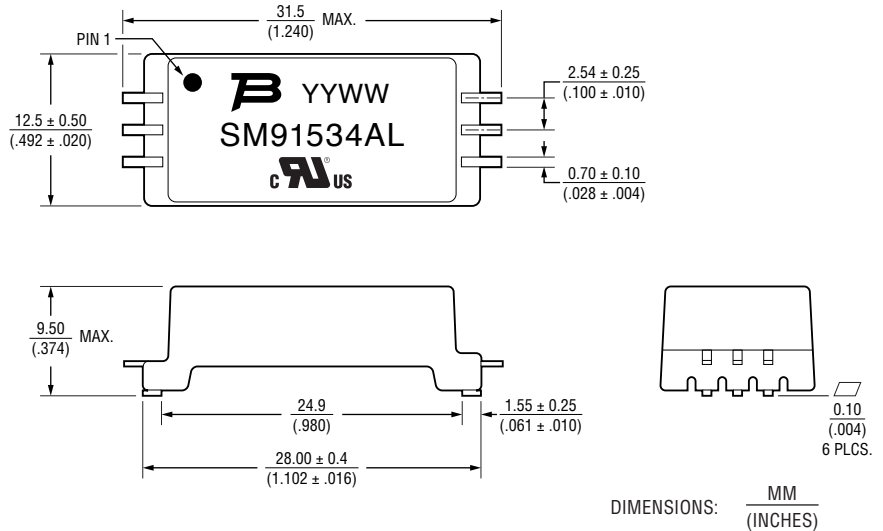 31.5
(1.240)
MAX.
PIN 1
YYWW
SM91534AL
C UR ® US
12.5 ± 0.50
(.492 ± .020)
2.54 ± 0.25
(.100 ± .010)
0.70 ± 0.10
(.028 ± .004)
9.50
(.374)
MAX.
24.9
(.980)
1.55 ± 0.25
(.061 ± .010)
28.00 ± 0.4
(1.102 ± .016)
0.10
(.004)
6 PLCS.
DIMENSIONS:
MM
(INCHES)